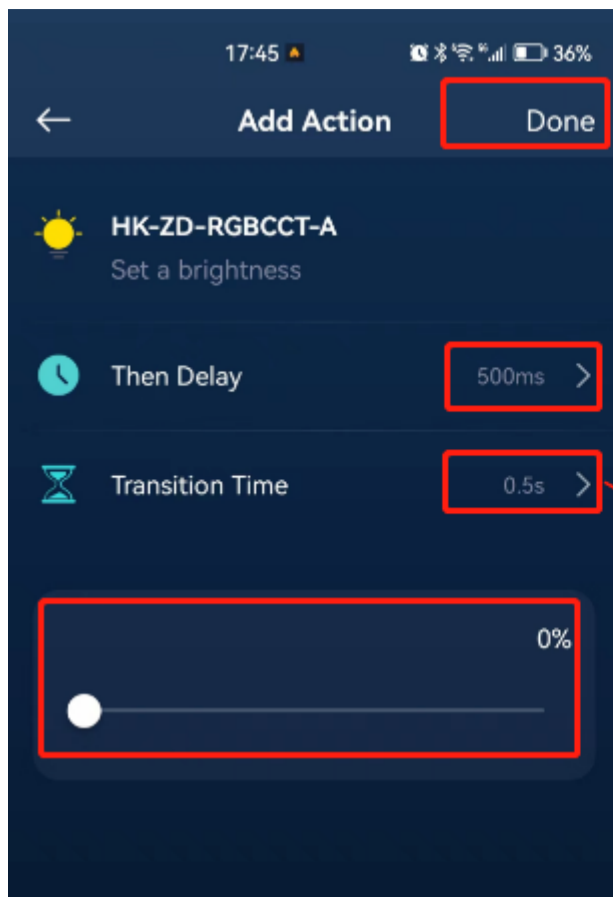 17:45 36%
Add Action Done
HK-ZD-RGBCCT-A
Set a brightness
Then Delay 500ms
Transition Time 0.5s
0%